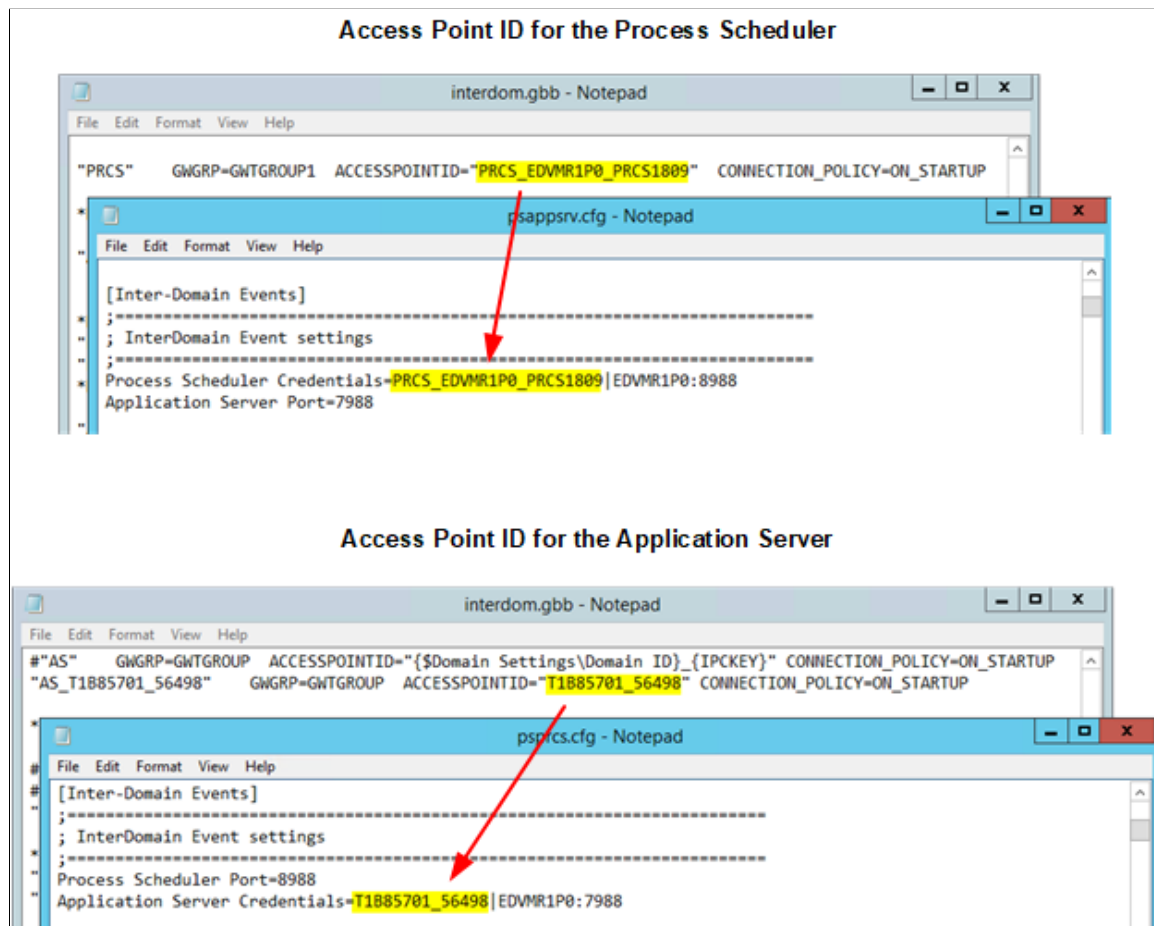 Access Point ID for the Process Scheduler
interdom.gbb - Notepad
File Edit Format View Help
"PRCS" GWGRP=GWTGROUP1 ACCESSPOINTID="PRCS_EDVMR1P0_PRCS1809" CONNECTION_POLICY=ON_STARTUP
psappsrv.cfg - Notepad
File Edit Format View Help
[Inter-Domain Events]
;=========================================================================
; InterDomain Event settings
;=========================================================================
Process Scheduler Credentials=PRCS_EDVMR1P0_PRCS1809|EDVMR1P0:8988
Application Server Port=7988
Access Point ID for the Application Server
interdom.gbb - Notepad
File Edit Format View Help
#"AS" GWGRP=GWTGROUP ACCESSPOINTID="{$Domain Settings\Domain ID}_{IPCKEY}" CONNECTION_POLICY=ON_STARTUP
"AS_T1B85701_56498" GWGRP=GWTGROUP ACCESSPOINTID="T1B85701_56498" CONNECTION_POLICY=ON_STARTUP
psprcs.cfg - Notepad
File Edit Format View Help
[Inter-Domain Events]
;=========================================================================
; InterDomain Event settings
;=========================================================================
Process Scheduler Port=8988
Application Server Credentials=T1B85701_56498|EDVMR1P0:7988